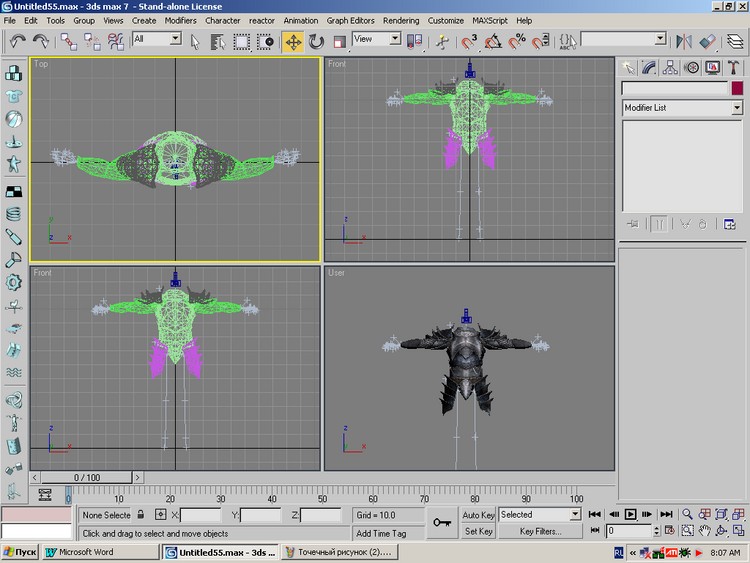 Untitled55.max - 3ds max 7 - Stand-alone License
File Edit Tools Group Views Create Modifiers Character reactor Animation Graph Editors Rendering Customize MAXScript Help
All View 3 % ABC
Top
Front
Modifier List
y
z x
Front
User
z
x
z
x
0 / 100
0 10 20 30 40 50 60 70 80 90 100
None Selecte X: Y: Z: Grid = 10.0 Auto Key Selected
Click and drag to select and move objects Add Time Tag Set Key Key Filters... 0
Пуск Microsoft Word Untitled55.max - 3ds ... Точечный рисунок (2).... RL ATI 8:07 AM